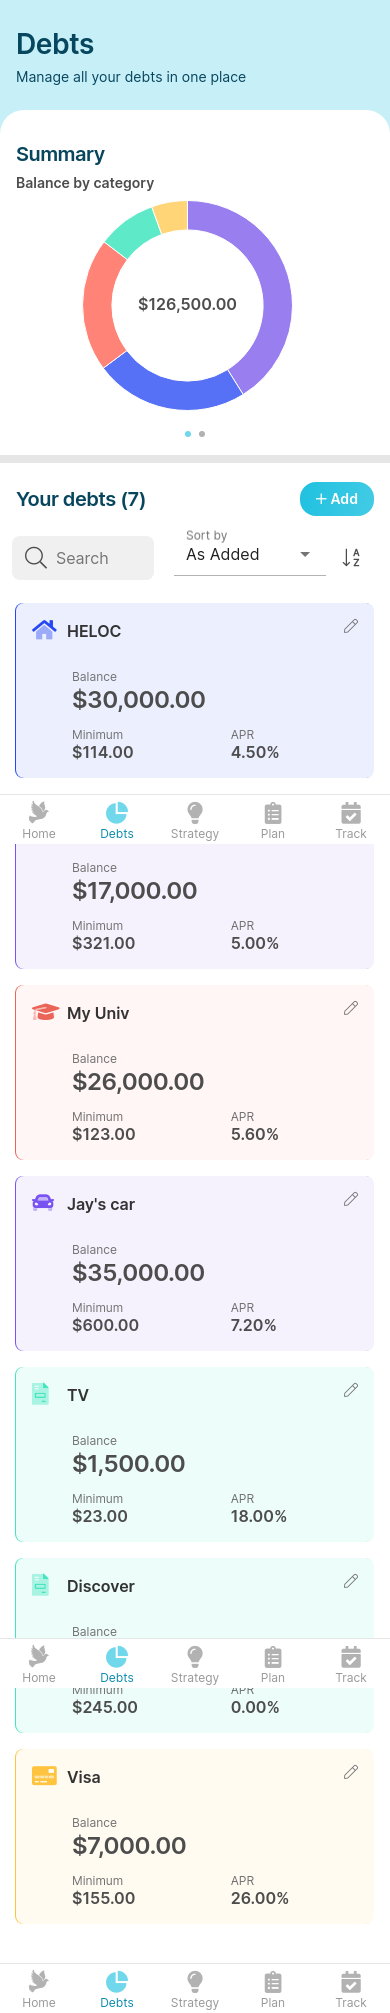 Debts
Manage all your debts in one place
Summary
Balance by category
$126,500.00
Your debts (7)
+ Add
Search
Sort by
As Added
A
Z
HELOC
Balance
$30,000.00
Minimum APR
$114.00 4.50%
Home Debts Strategy Plan Track
Balance
$17,000.00
Minimum APR
$321.00 5.00%
My Univ
Balance
$26,000.00
Minimum APR
$123.00 5.60%
Jay's car
Balance
$35,000.00
Minimum APR
$600.00 7.20%
TV
Balance
$1,500.00
Minimum APR
$23.00 18.00%
Discover
Balance
Home Debts Strategy Plan Track
Minimum APR
$245.00 0.00%
Visa
Balance
$7,000.00
Minimum APR
$155.00 26.00%
Home Debts Strategy Plan Track